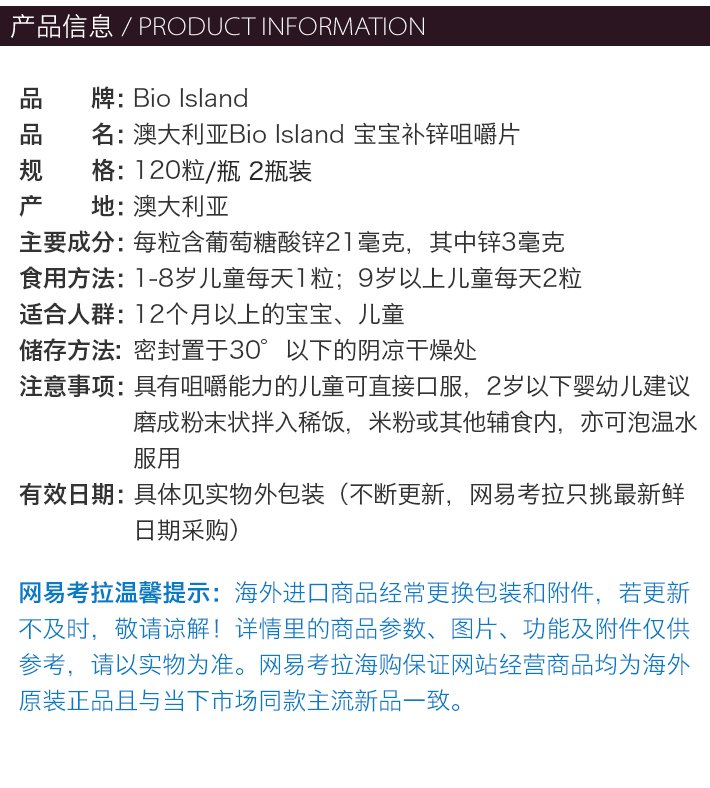 产品信息 / PRODUCT INFORMATION
品 牌: Bio Island
品 名: 澳大利亚Bio Island 宝宝补锌咀嚼片
规 格: 120粒/瓶 2瓶装
产 地: 澳大利亚
主要成分: 每粒含葡萄糖酸锌21毫克，其中锌3毫克
食用方法: 1-8岁儿童每天1粒；9岁以上儿童每天2粒
适合人群: 12个月以上的宝宝、儿童
储存方法: 密封置于30°以下的阴凉干燥处
注意事项: 具有咀嚼能力的儿童可直接口服，2岁以下婴幼儿建议
磨成粉末状拌入稀饭，米粉或其他辅食内，亦可泡温水
服用
有效日期: 具体见实物外包装（不断更新，网易考拉只挑最新鲜
日期采购）
网易考拉温馨提示：海外进口商品经常更换包装和附件，若更新
不及时，敬请谅解！详情里的商品参数、图片、功能及附件仅供
参考，请以实物为准。网易考拉海购保证网站经营商品均为海外
原装正品且与当下市场同款主流新品一致。